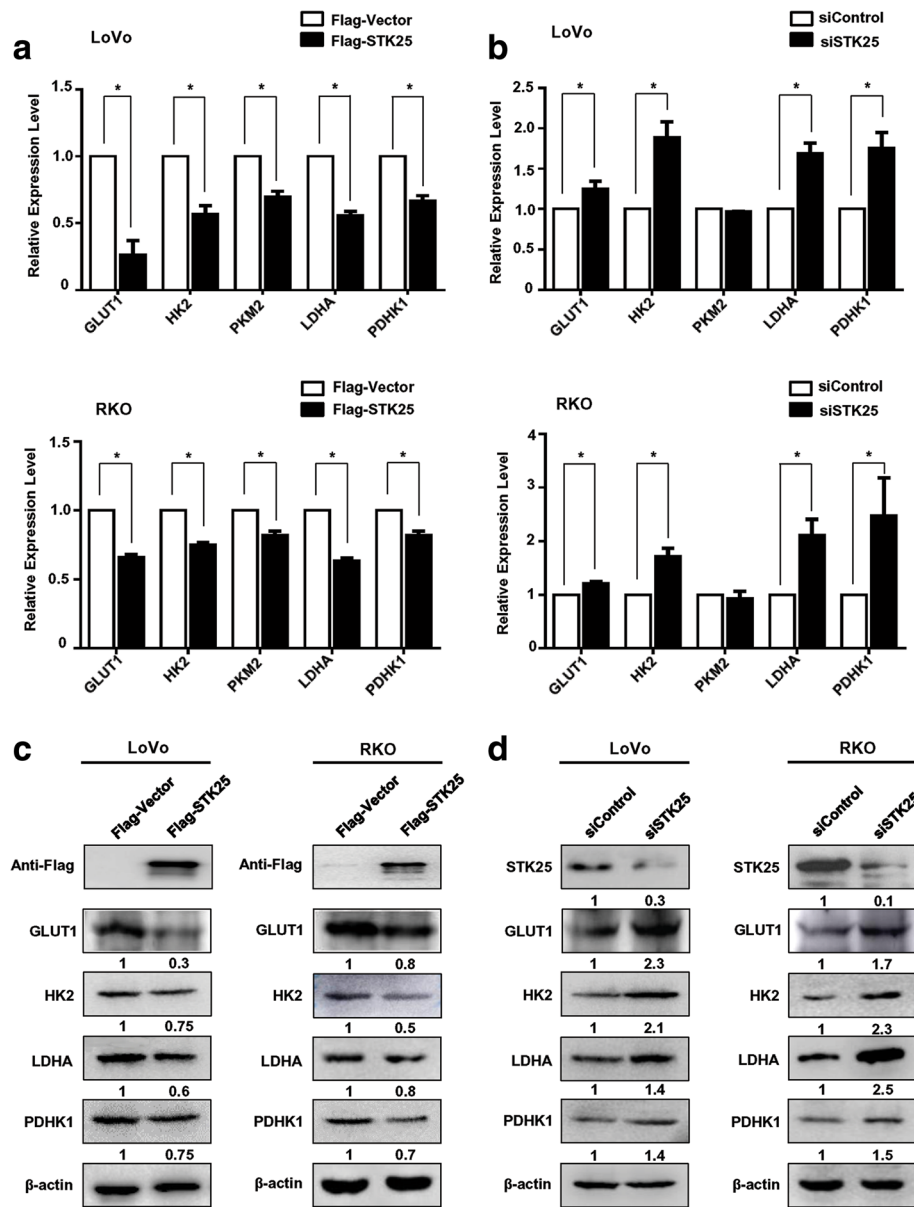 a
LoVo
Flag-Vector
Flag-STK25
Relative Expression Level
1.5
1.0
0.5
0
*
*
*
*
*
GLUT1
HK2
PKM2
LDHA
PDHK1
RKO
Flag-Vector
Flag-STK25
Relative Expression Level
1.5
1.0
0.5
0
*
*
*
*
*
GLUT1
HK2
PKM2
LDHA
PDHK1
b
LoVo
siControl
siSTK25
Relative Expression Level
2.5
2.0
1.5
1.0
0.5
0
*
*
*
*
GLUT1
HK2
PKM2
LDHA
PDHK1
RKO
siControl
siSTK25
Relative Expression Level
4
3
2
1
0
*
*
*
*
GLUT1
HK2
PKM2
LDHA
PDHK1
c
LoVo
Flag-Vector Flag-STK25
Anti-Flag
GLUT1
1 0.3
HK2
1 0.75
LDHA
1 0.6
PDHK1
1 0.75
β-actin
RKO
Flag-Vector Flag-STK25
Anti-Flag
GLUT1
1 0.8
HK2
1 0.5
LDHA
1 0.8
PDHK1
1 0.7
β-actin
d
LoVo
siControl siSTK25
STK25
1 0.3
GLUT1
1 2.3
HK2
1 2.1
LDHA
1 1.4
PDHK1
1 1.4
β-actin
RKO
siControl siSTK25
STK25
1 0.1
GLUT1
1 1.7
HK2
1 2.3
LDHA
1 2.5
PDHK1
1 1.5
β-actin